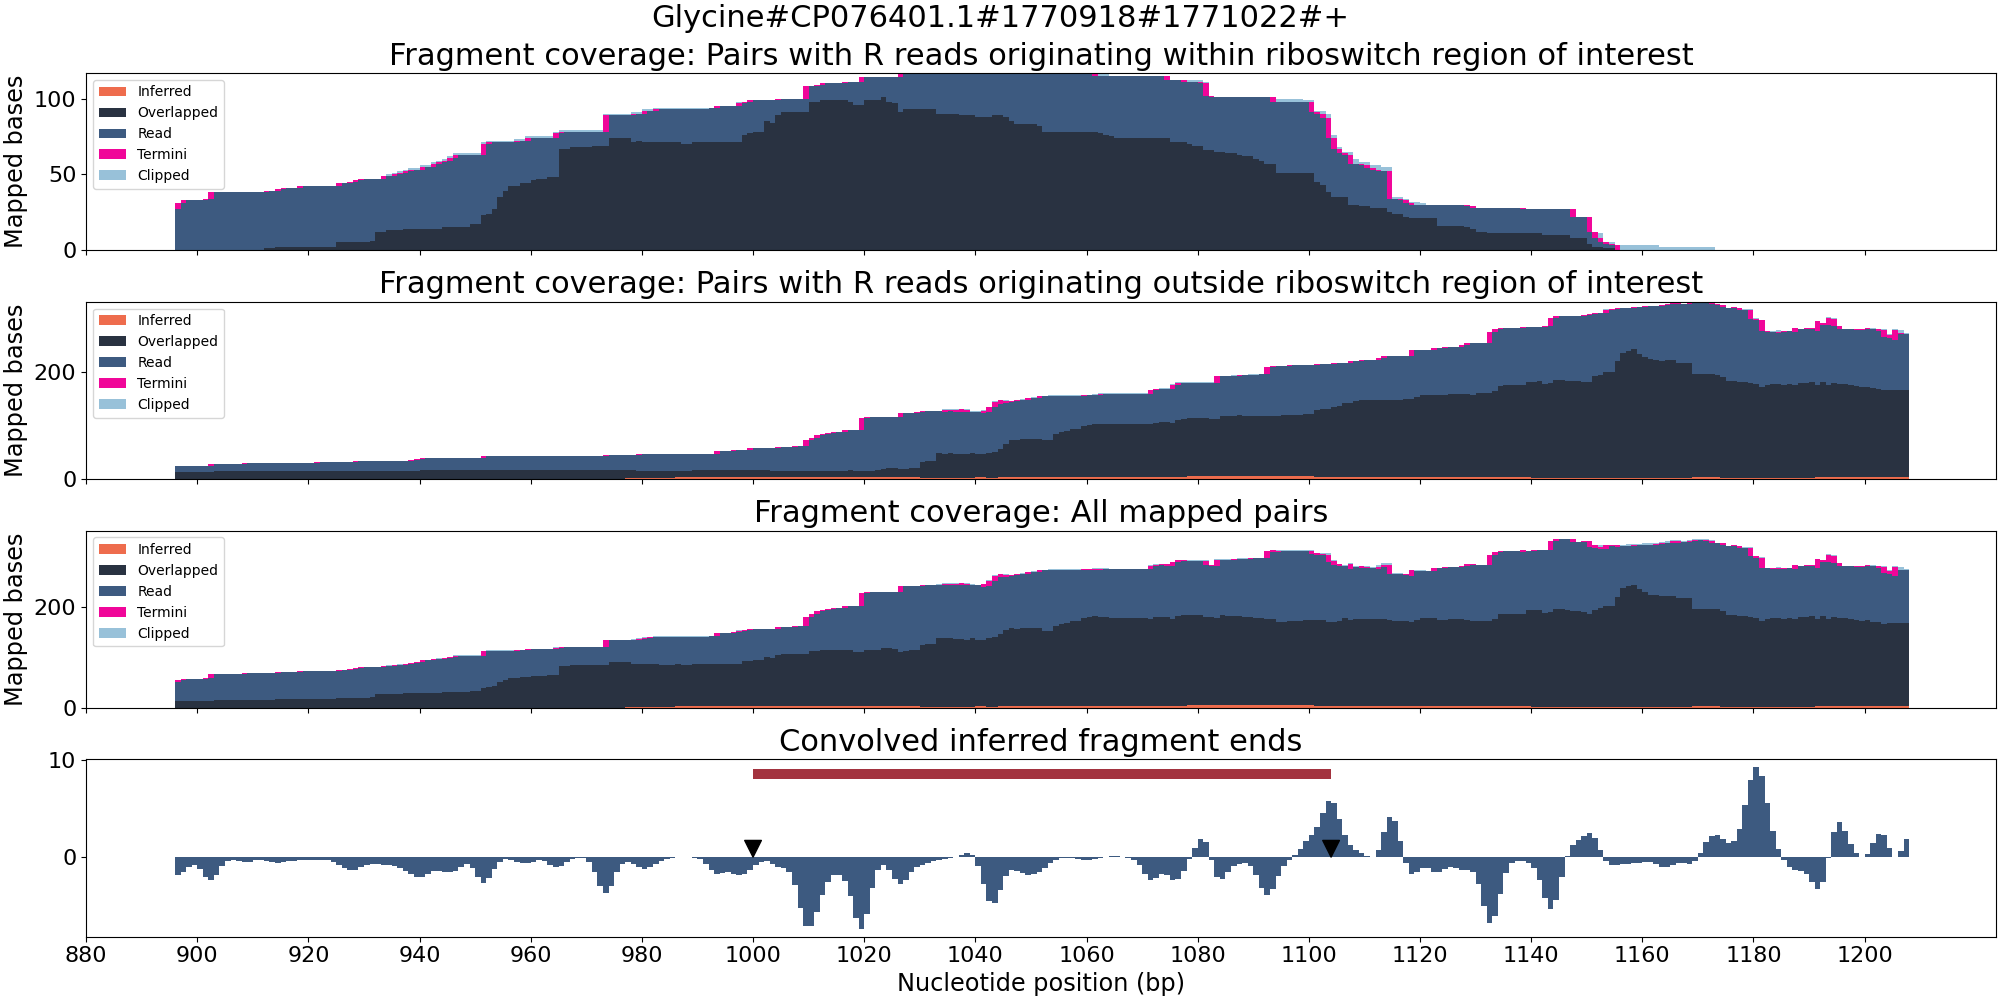 Glycine#CP076401.1#1770918#1771022#+
Fragment coverage: Pairs with R reads originating within riboswitch region of interest
Mapped bases
100
50
0
Inferred
Overlapped
Read
Termini
Clipped
Fragment coverage: Pairs with R reads originating outside riboswitch region of interest
Mapped bases
200
0
Inferred
Overlapped
Read
Termini
Clipped
Fragment coverage: All mapped pairs
Mapped bases
200
0
Inferred
Overlapped
Read
Termini
Clipped
Convolved inferred fragment ends
10
0
880 900 920 940 960 980 1000 1020 1040 1060 1080 1100 1120 1140 1160 1180 1200
Nucleotide position (bp)